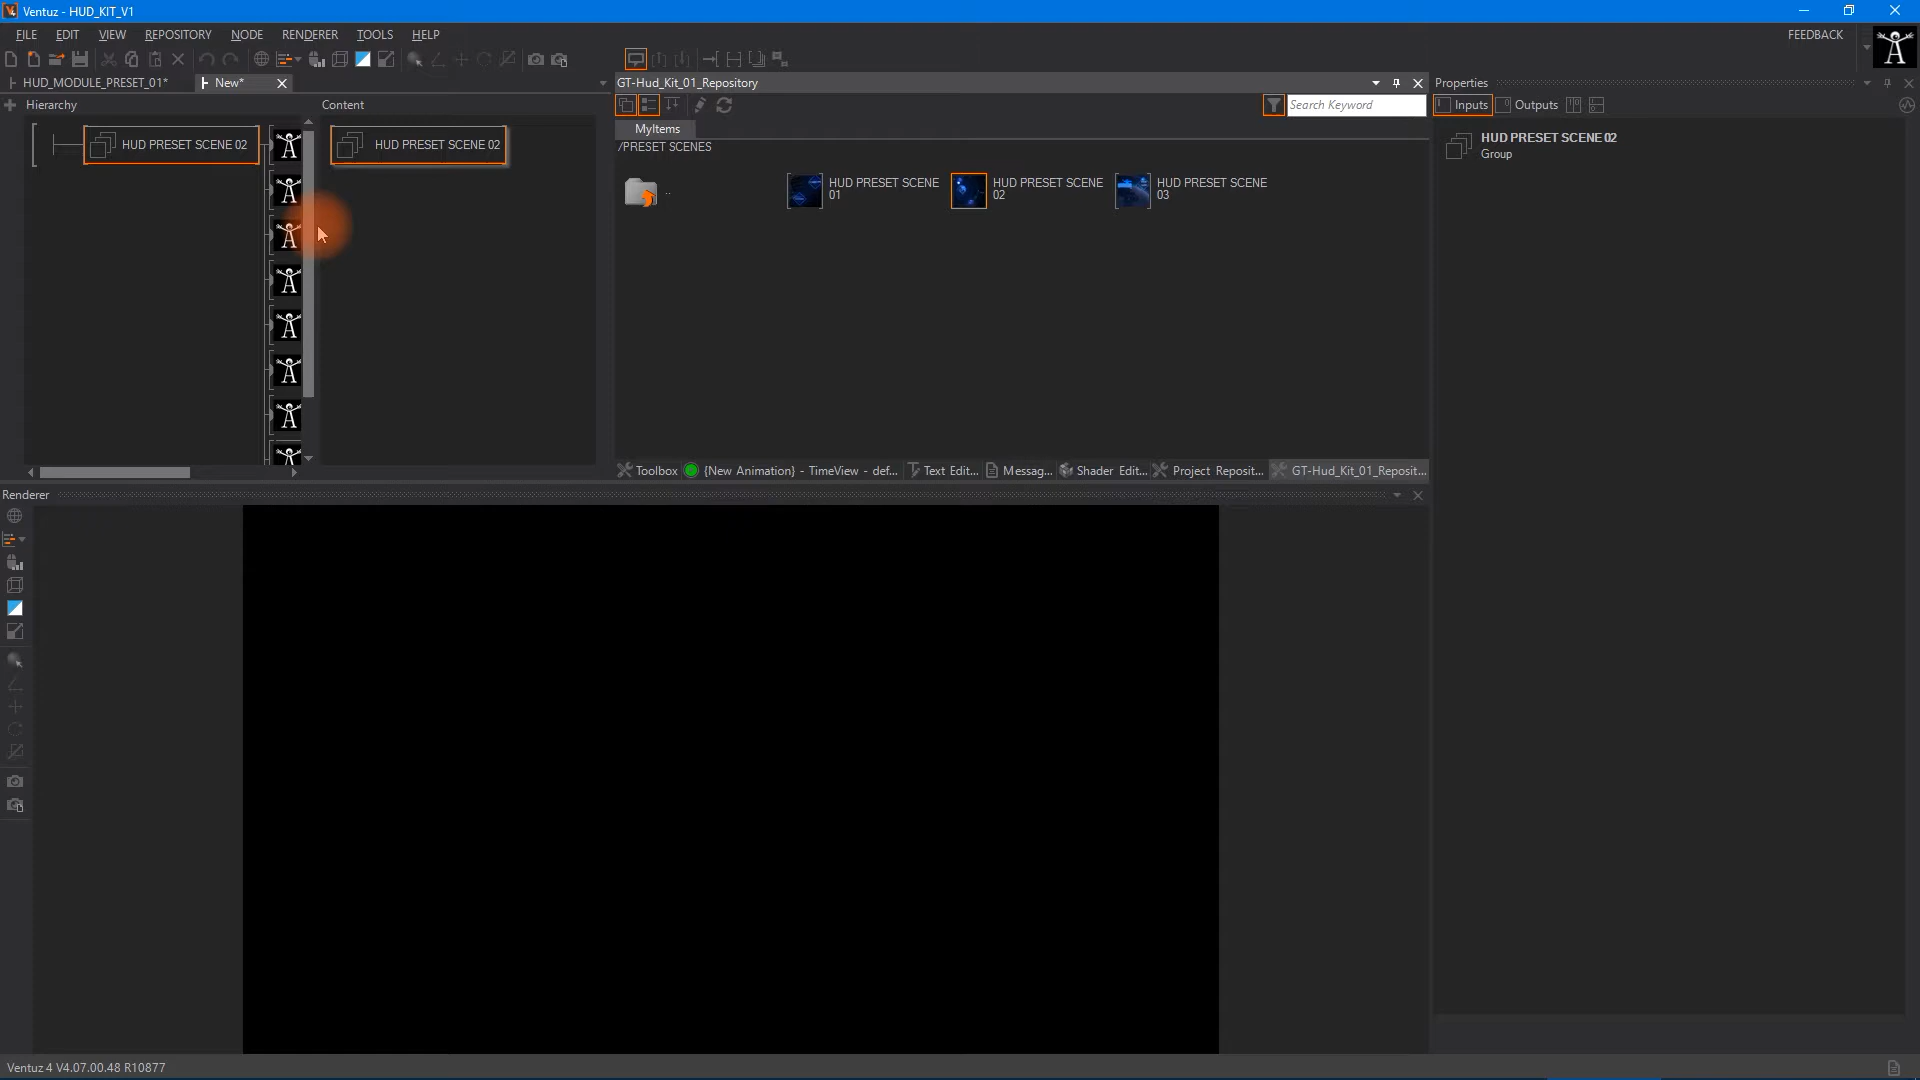 Ventuz - HUD_KIT_V1
FILE EDIT VIEW REPOSITORY NODE RENDERER TOOLS HELP
FEEDBACK
HUD_MODULE_PRESET_01*
New*
GT-Hud_Kit_01_Repository
Properties
Hierarchy
Content
Search Keyword
Inputs
Outputs
MyItems
/PRESET SCENES
HUD PRESET SCENE 02
HUD PRESET SCENE 02
..
HUD PRESET SCENE
01
HUD PRESET SCENE
02
HUD PRESET SCENE
03
HUD PRESET SCENE 02
Group
Toolbox
{New Animation} - TimeView - def...
Text Edit...
Messag...
Shader Edit...
Project Reposit...
GT-Hud_Kit_01_Reposit...
Renderer
Ventuz 4 V4.07.00.48 R10877